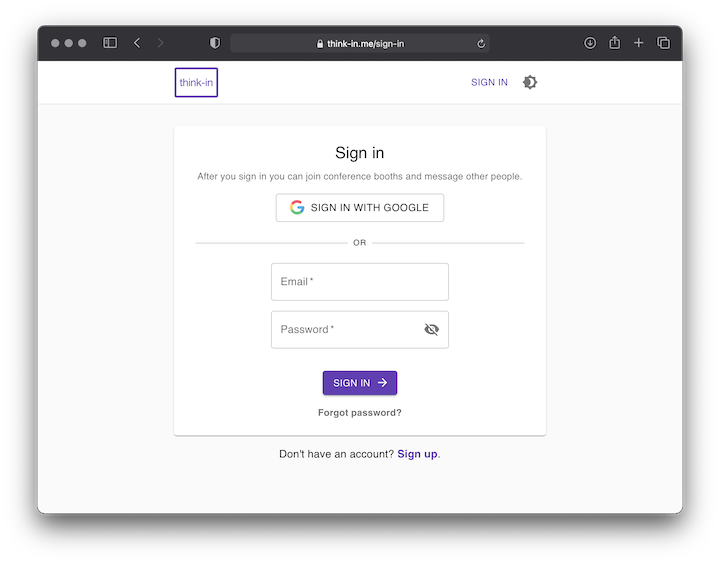 think-in.me/sign-in
think-in
SIGN IN
Sign in
After you sign in you can join conference booths and message other people.
SIGN IN WITH GOOGLE
OR
Email *
Password *
SIGN IN
Forgot password?
Don't have an account? Sign up.